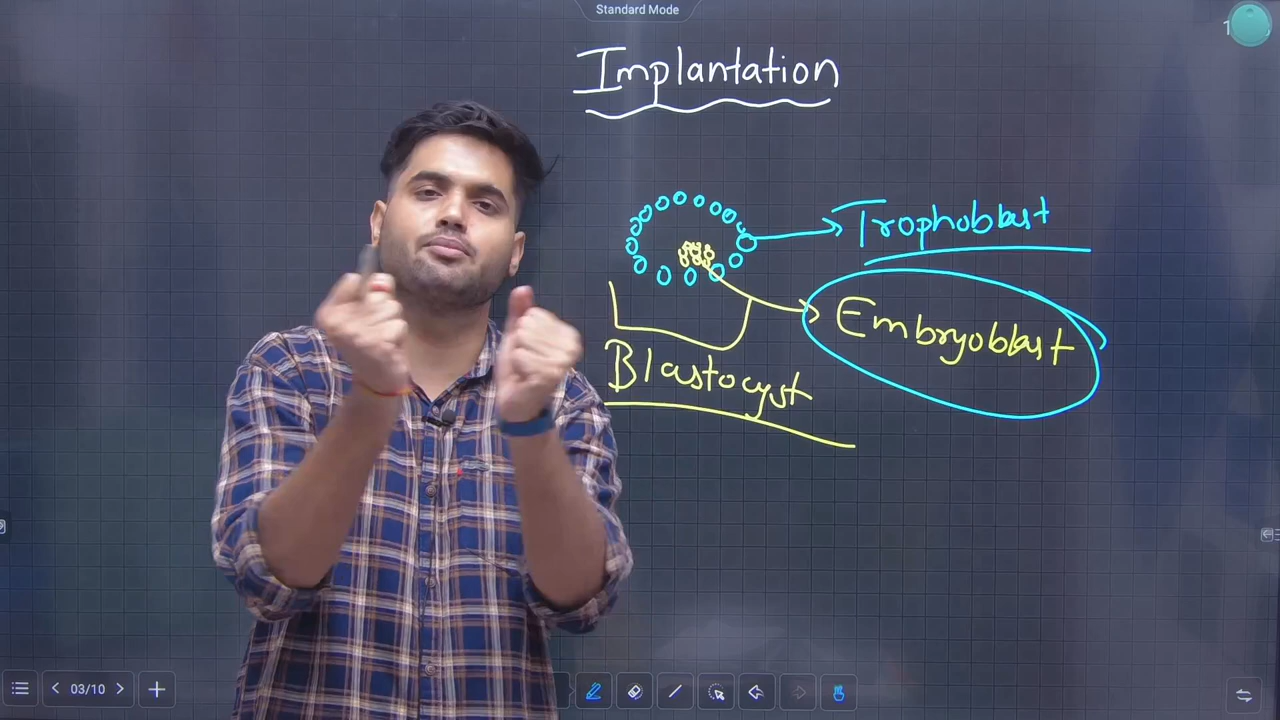 Standard Mode
Implantation
Trophoblast
Embryoblast
Blastocyst
03/10